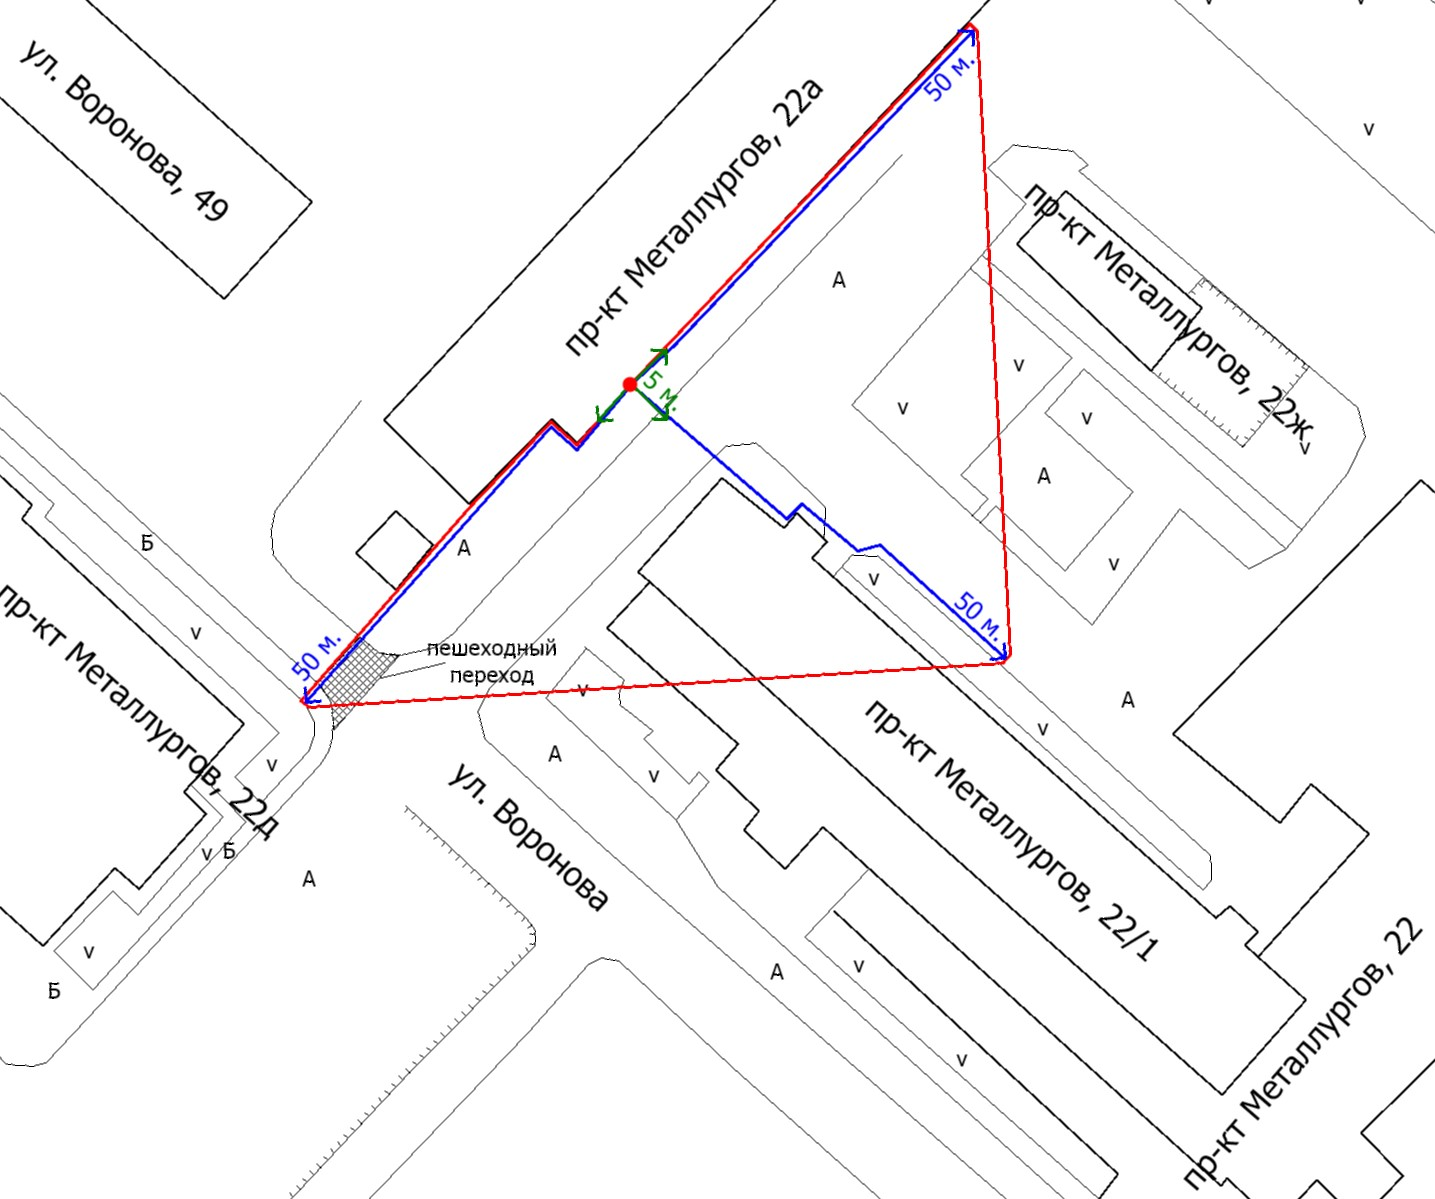 ул. Воронова, 49
пр-кт Металлургов, 22а
50 м.
v
пр-кт Металлургов, 22ж
А
5 м.
v
v
v
v
А
Б
А
v
v
50 м.
v
пр-кт Металлургов, 22д
50 м.
пешеходный
переход
v
А
v
пр-кт Металлургов, 22/1
А
v
v
ул. Воронова
v
Б
А
v
Б
А
v
v
пр-кт Металлургов, 22